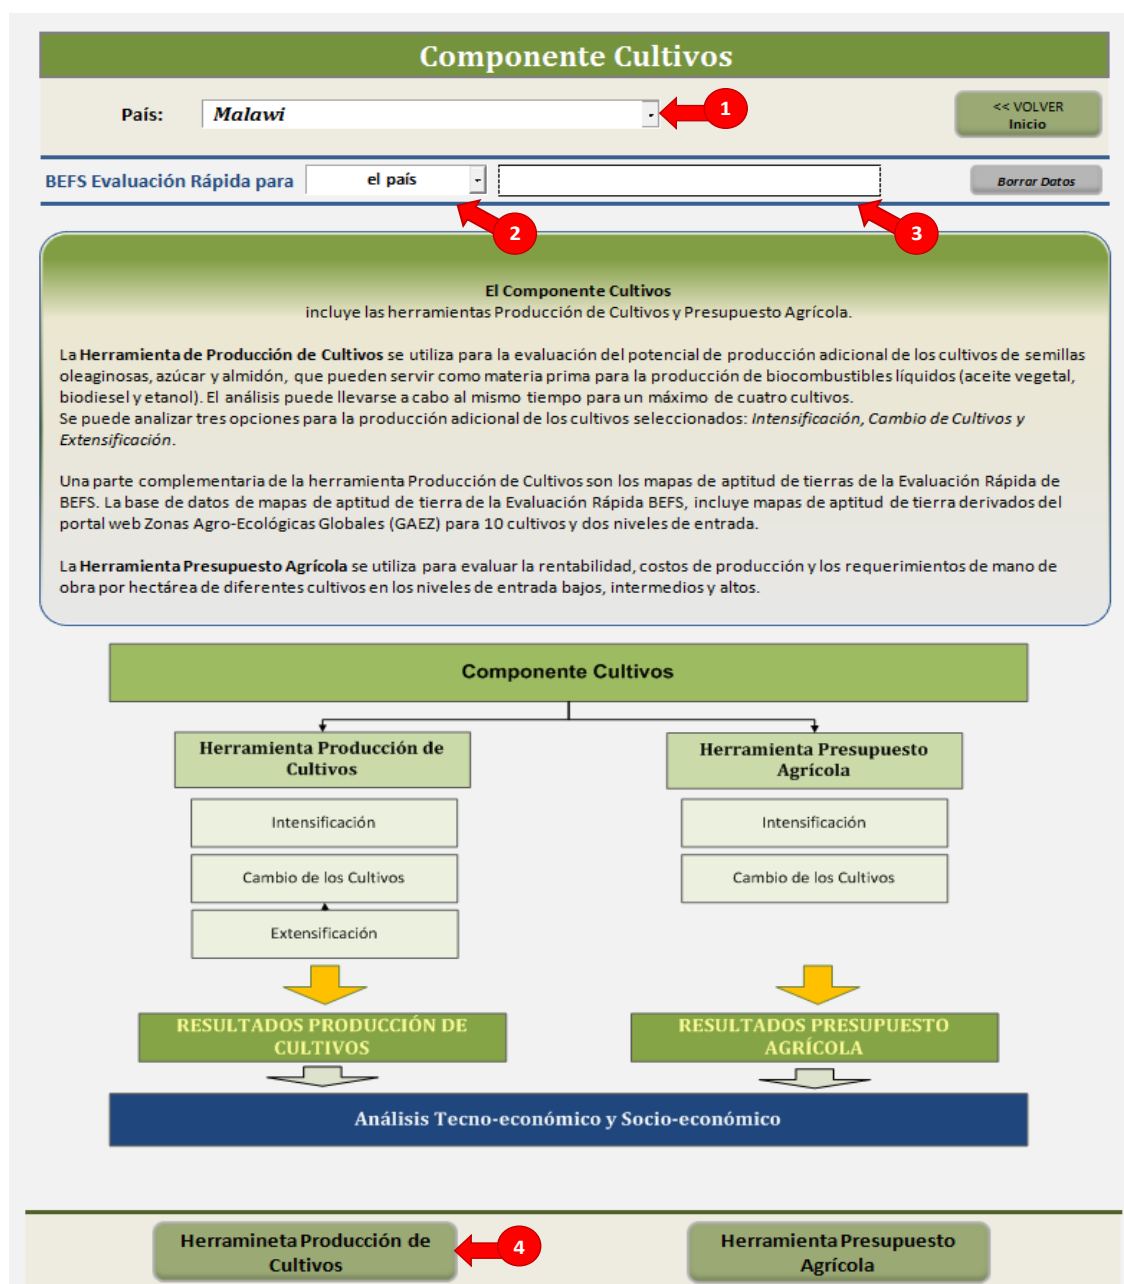 Componente Cultivos
País:
Malawi
1
<< VOLVER
Inicio
BEFS Evaluación Rápida para
el país
Borrar Datos
2
3
El Componente Cultivos
incluye las herramientas Producción de Cultivos y Presupuesto Agrícola.
La Herramienta de Producción de Cultivos se utiliza para la evaluación del potencial de producción adicional de los cultivos de semillas
oleaginosas, azúcar y almidón, que pueden servir como materia prima para la producción de biocombustibles líquidos (aceite vegetal,
biodiesel y etanol). El análisis puede llevarse a cabo al mismo tiempo para un máximo de cuatro cultivos.
Se puede analizar tres opciones para la producción adicional de los cultivos seleccionados: Intensificación, Cambio de Cultivos y
Extensificación.
Una parte complementaria de la herramienta Producción de Cultivos son los mapas de aptitud de tierras de la Evaluación Rápida de
BEFS. La base de datos de mapas de aptitud de tierra de la Evaluación Rápida BEFS, incluye mapas de aptitud de tierra derivados del
portal web Zonas Agro-Ecológicas Globales (GAEZ) para 10 cultivos y dos niveles de entrada.
La Herramienta Presupuesto Agrícola se utiliza para evaluar la rentabilidad, costos de producción y los requerimientos de mano de
obra por hectárea de diferentes cultivos en los niveles de entrada bajos, intermedios y altos.
Componente Cultivos
Herramienta Producción de
Cultivos
Herramienta Presupuesto
Agrícola
Intensificación
Intensificación
Cambio de los Cultivos
Cambio de los Cultivos
Extensificación
RESULTADOS PRODUCCIÓN DE
CULTIVOS
RESULTADOS PRESUPUESTO
AGRÍCOLA
Análisis Tecno-económico y Socio-económico
Herramineta Producción de
Cultivos
4
Herramienta Presupuesto
Agrícola